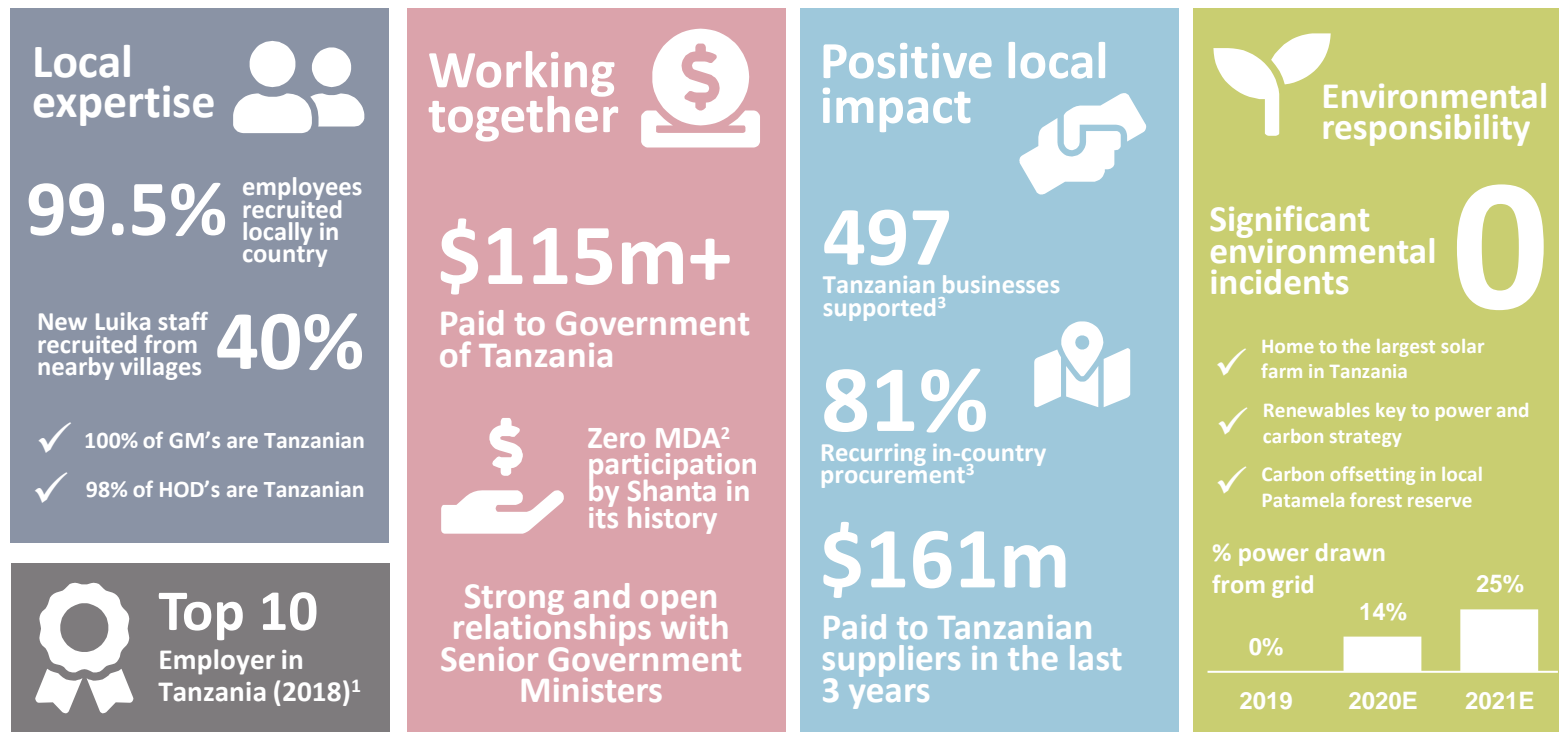 Local
expertise
99.5%
employees
recruited
locally in
country
New Luika staff
recruited from
nearby villages
40%
✓ 100% of GM's are Tanzanian
✓ 98% of HOD's are Tanzanian
Top 10
Employer in
Tanzania (2018)¹
Working
together
$
$115m+
Paid to Government
of Tanzania
$
Zero MDA²
participation
by Shanta in
its history
Strong and open
relationships with
Senior Government
Ministers
Positive local
impact
497
Tanzanian businesses
supported³
81%
Recurring in-country
procurement³
$161m
Paid to Tanzanian
suppliers in the last
3 years
Environmental
responsibility
Significant
environmental
incidents
0
✓ Home to the largest solar
farm in Tanzania
✓ Renewables key to power and
carbon strategy
✓ Carbon offsetting in local
Patamela forest reserve
% power drawn
from grid
0%
14%
25%
2019
2020E
2021E